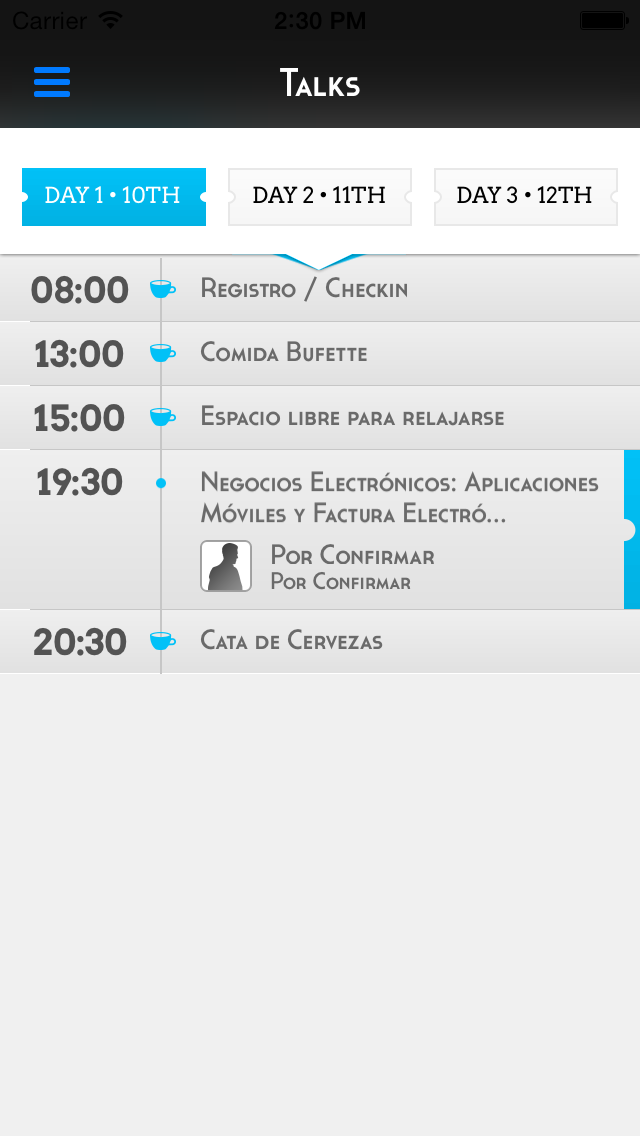 Carrier 2:30 PM
Talks
DAY 1 • 10TH DAY 2 • 11TH DAY 3 • 12TH
08:00 Registro / Checkin
13:00 Comida Bufette
15:00 Espacio libre para relajarse
19:30 Negocios Electrónicos: Aplicaciones
Móviles y Factura Electró...
Por Confirmar
Por Confirmar
20:30 Cata de Cervezas